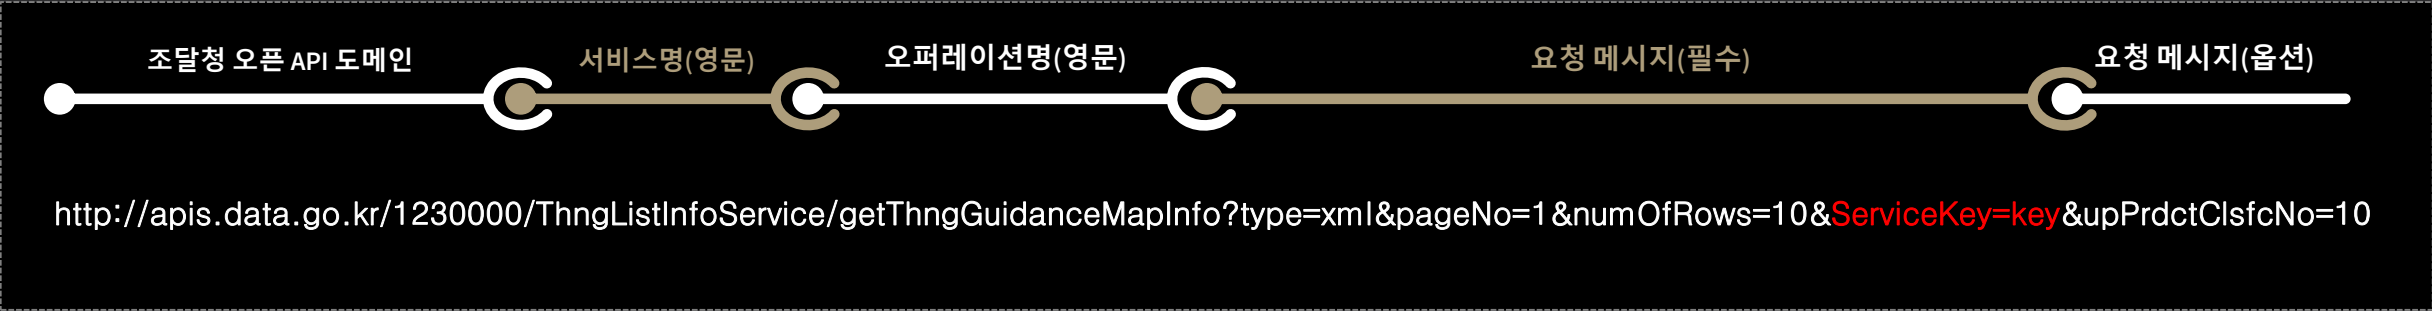 조달청 오픈 API 도메인 서비스명(영문) 오퍼레이션명(영문) 요청 메시지(필수) 요청 메시지(옵션)
http://apis.data.go.kr/1230000/ThngListInfoService/getThngGuidanceMapInfo?type=xml&pageNo=1&numOfRows=10&ServiceKey=key&upPrdctClsfcNo=10